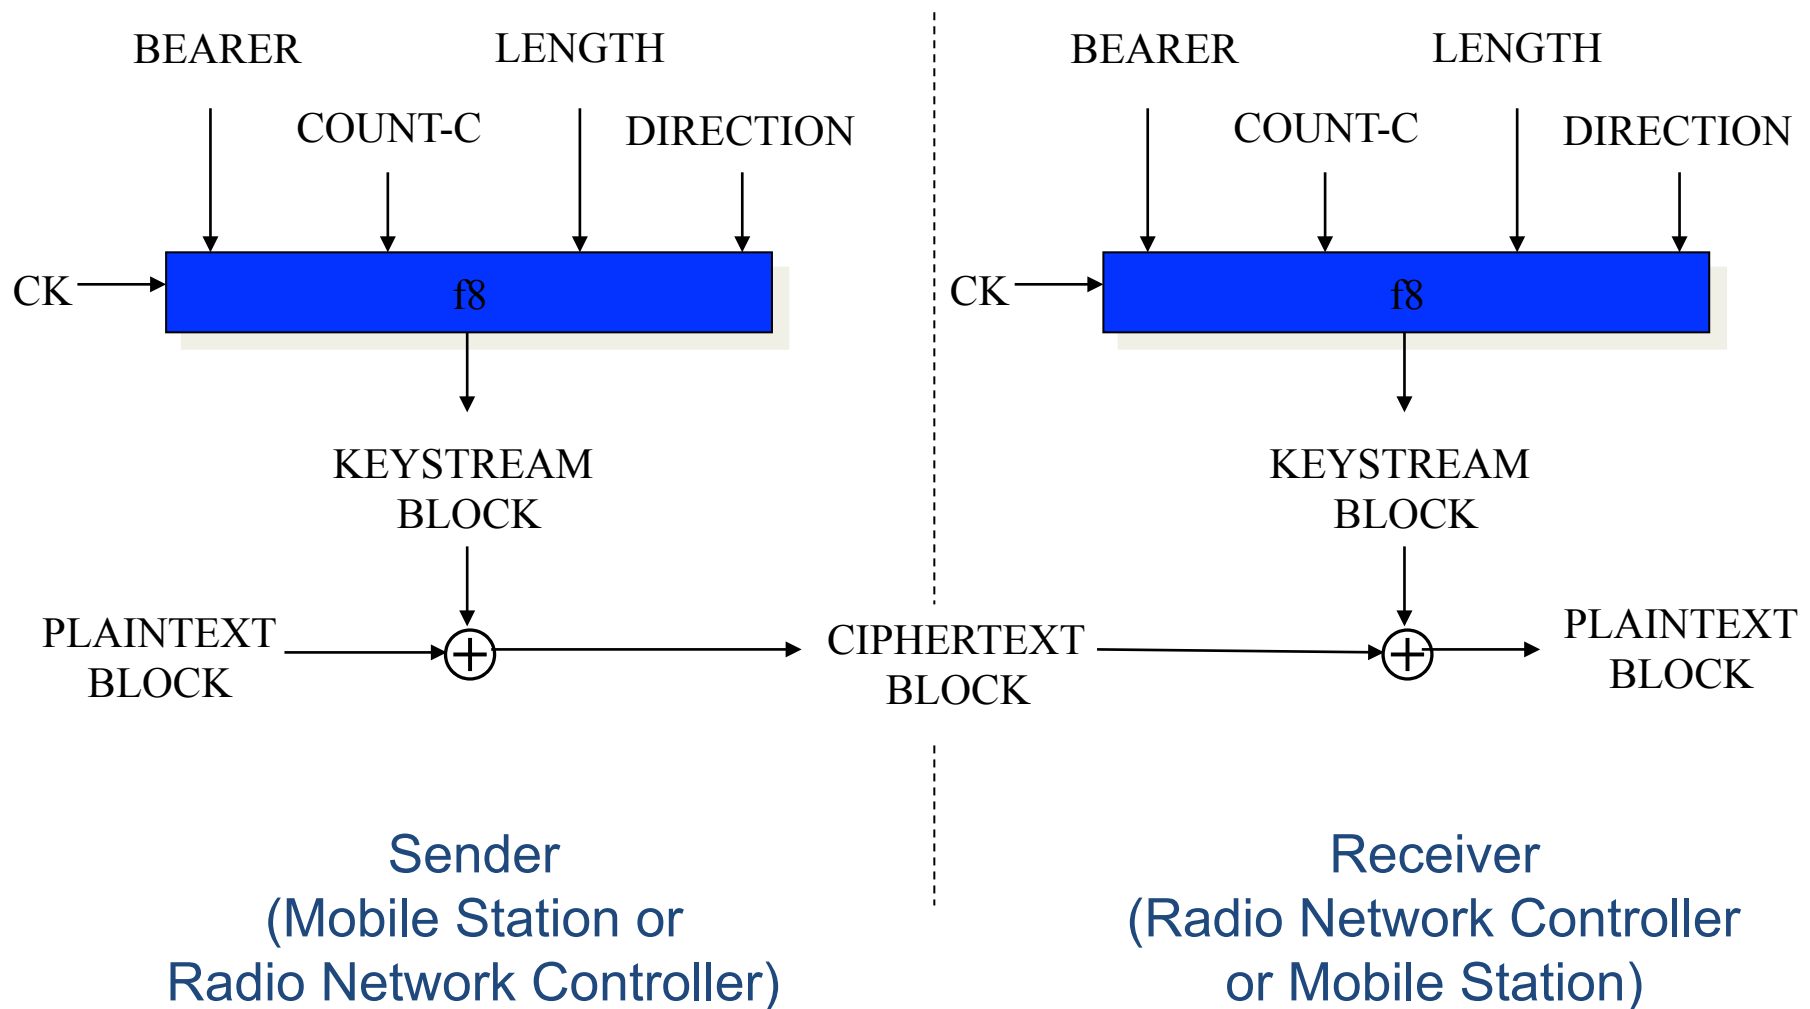 BEARER
LENGTH
COUNT-C
DIRECTION
CK
f8
KEYSTREAM
BLOCK
PLAINTEXT
BLOCK
CIPHERTEXT
BLOCK
Sender
(Mobile Station or
Radio Network Controller)
BEARER
LENGTH
COUNT-C
DIRECTION
CK
f8
KEYSTREAM
BLOCK
PLAINTEXT
BLOCK
Receiver
(Radio Network Controller
or Mobile Station)